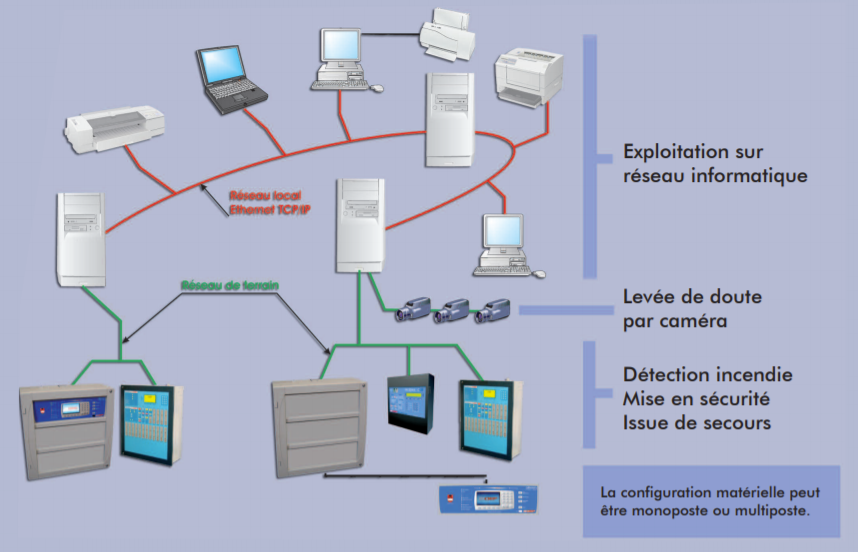 Exploitation sur
réseau informatique
Réseau local
Ethernet TCP/IP
Réseau de terrain
Levée de doute
par caméra
Détection incendie
Mise en sécurité
Issue de secours
La configuration matérielle peut
être monoposte ou multiposte.